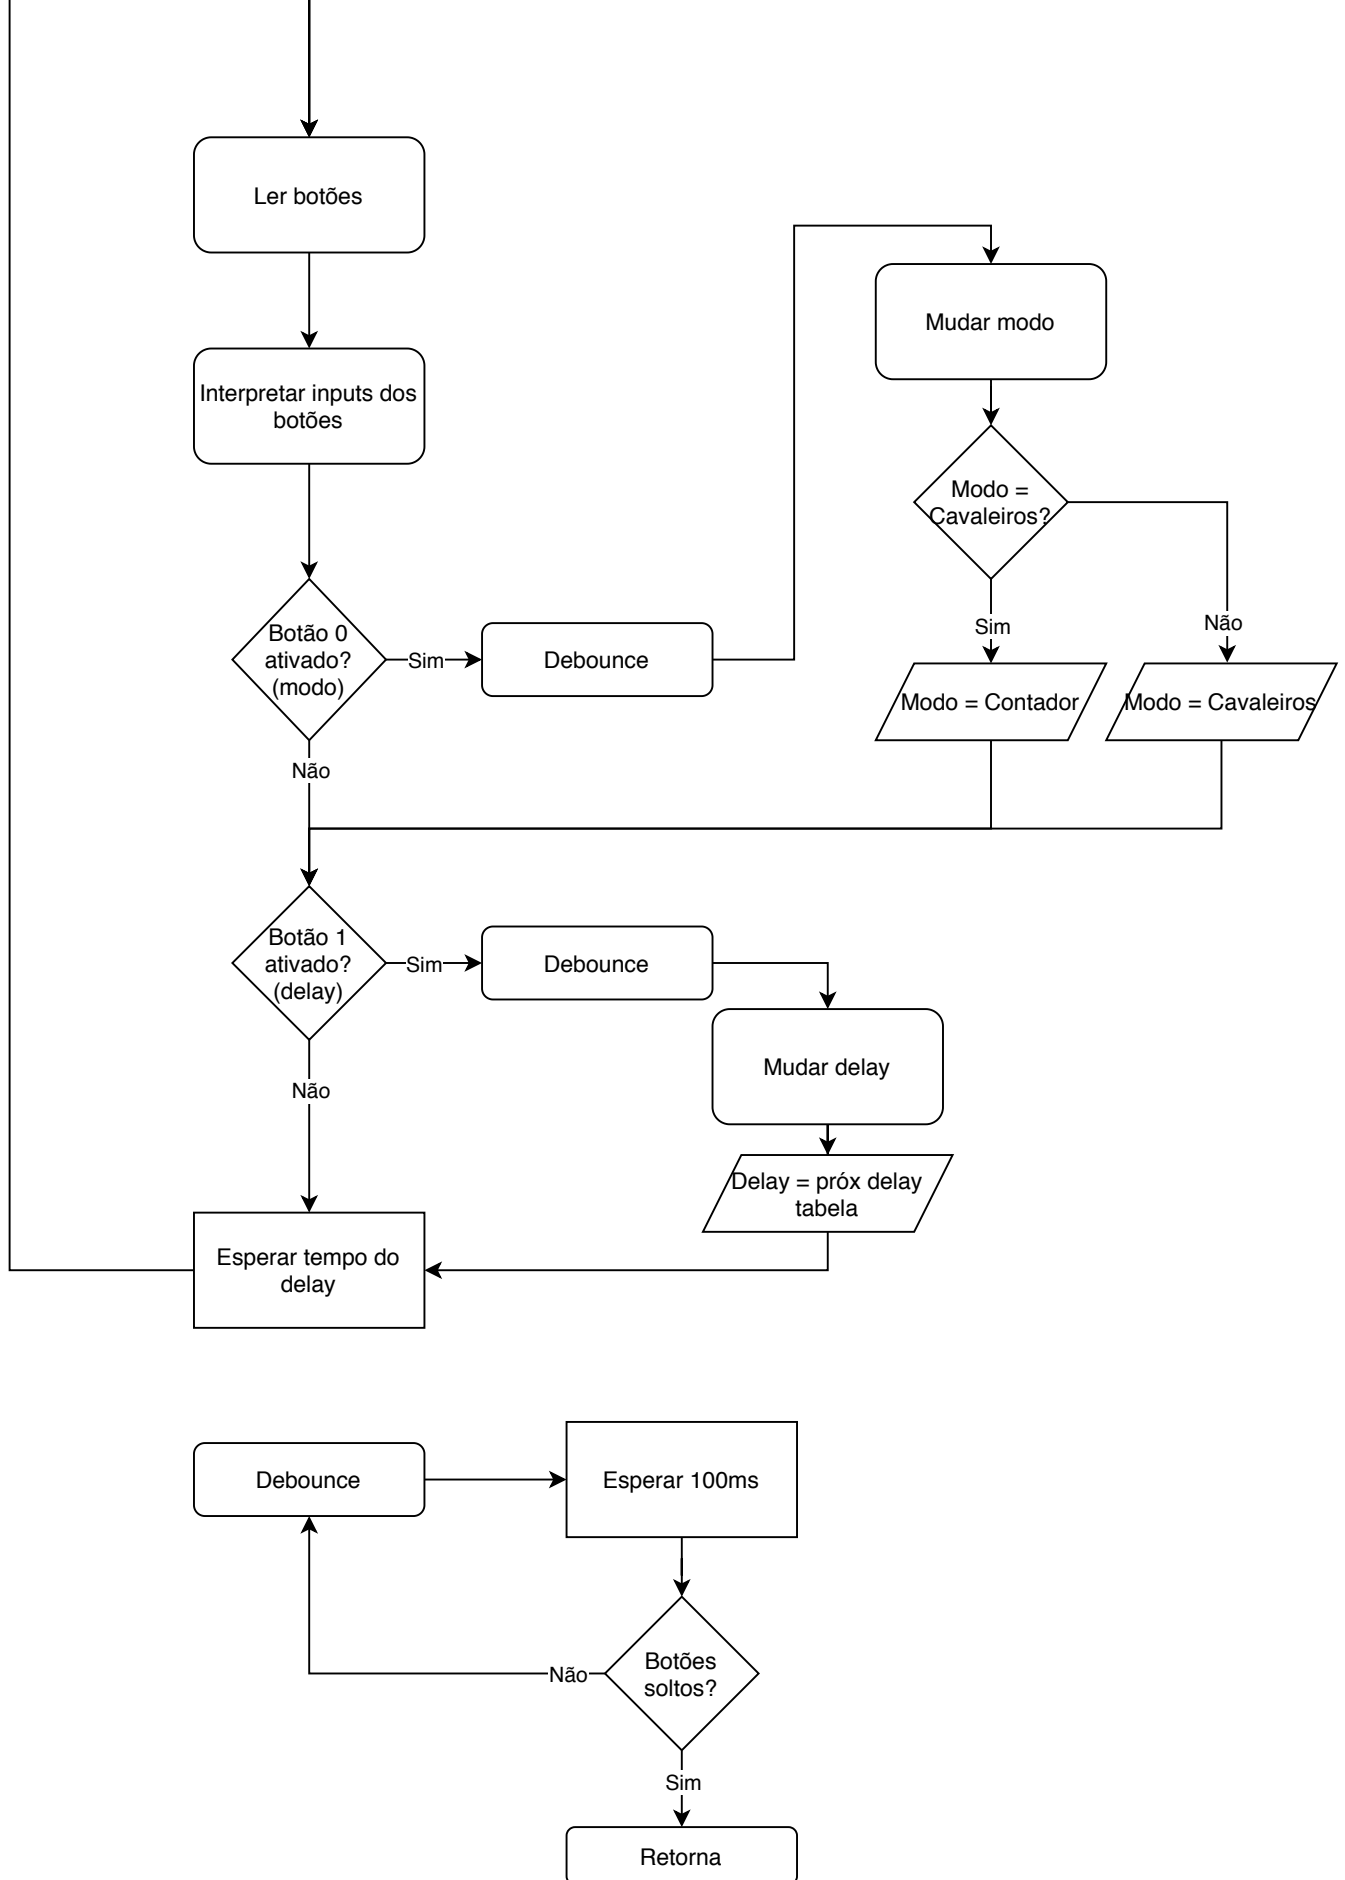 Ler botões
Mudar modo
Interpretar inputs dos
botões
Modo =
Cavaleiros?
Botão 0
ativado?
(modo)
Sim
Debounce
Sim
Não
Modo = Contador
Modo = Cavaleiros
Não
Botão 1
ativado?
(delay)
Sim
Debounce
Mudar delay
Não
Delay = próx delay
tabela
Esperar tempo do
delay
Debounce
Esperar 100ms
Botões
soltos?
Não
Sim
Retorna